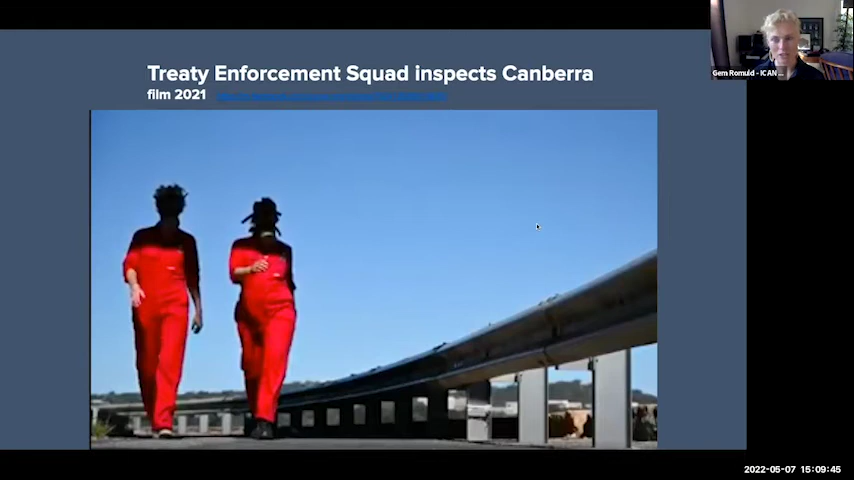 Treaty Enforcement Squad inspects Canberra
film 2021
Gem Romuld - ICAN ...
2022-05-07 15:09:45